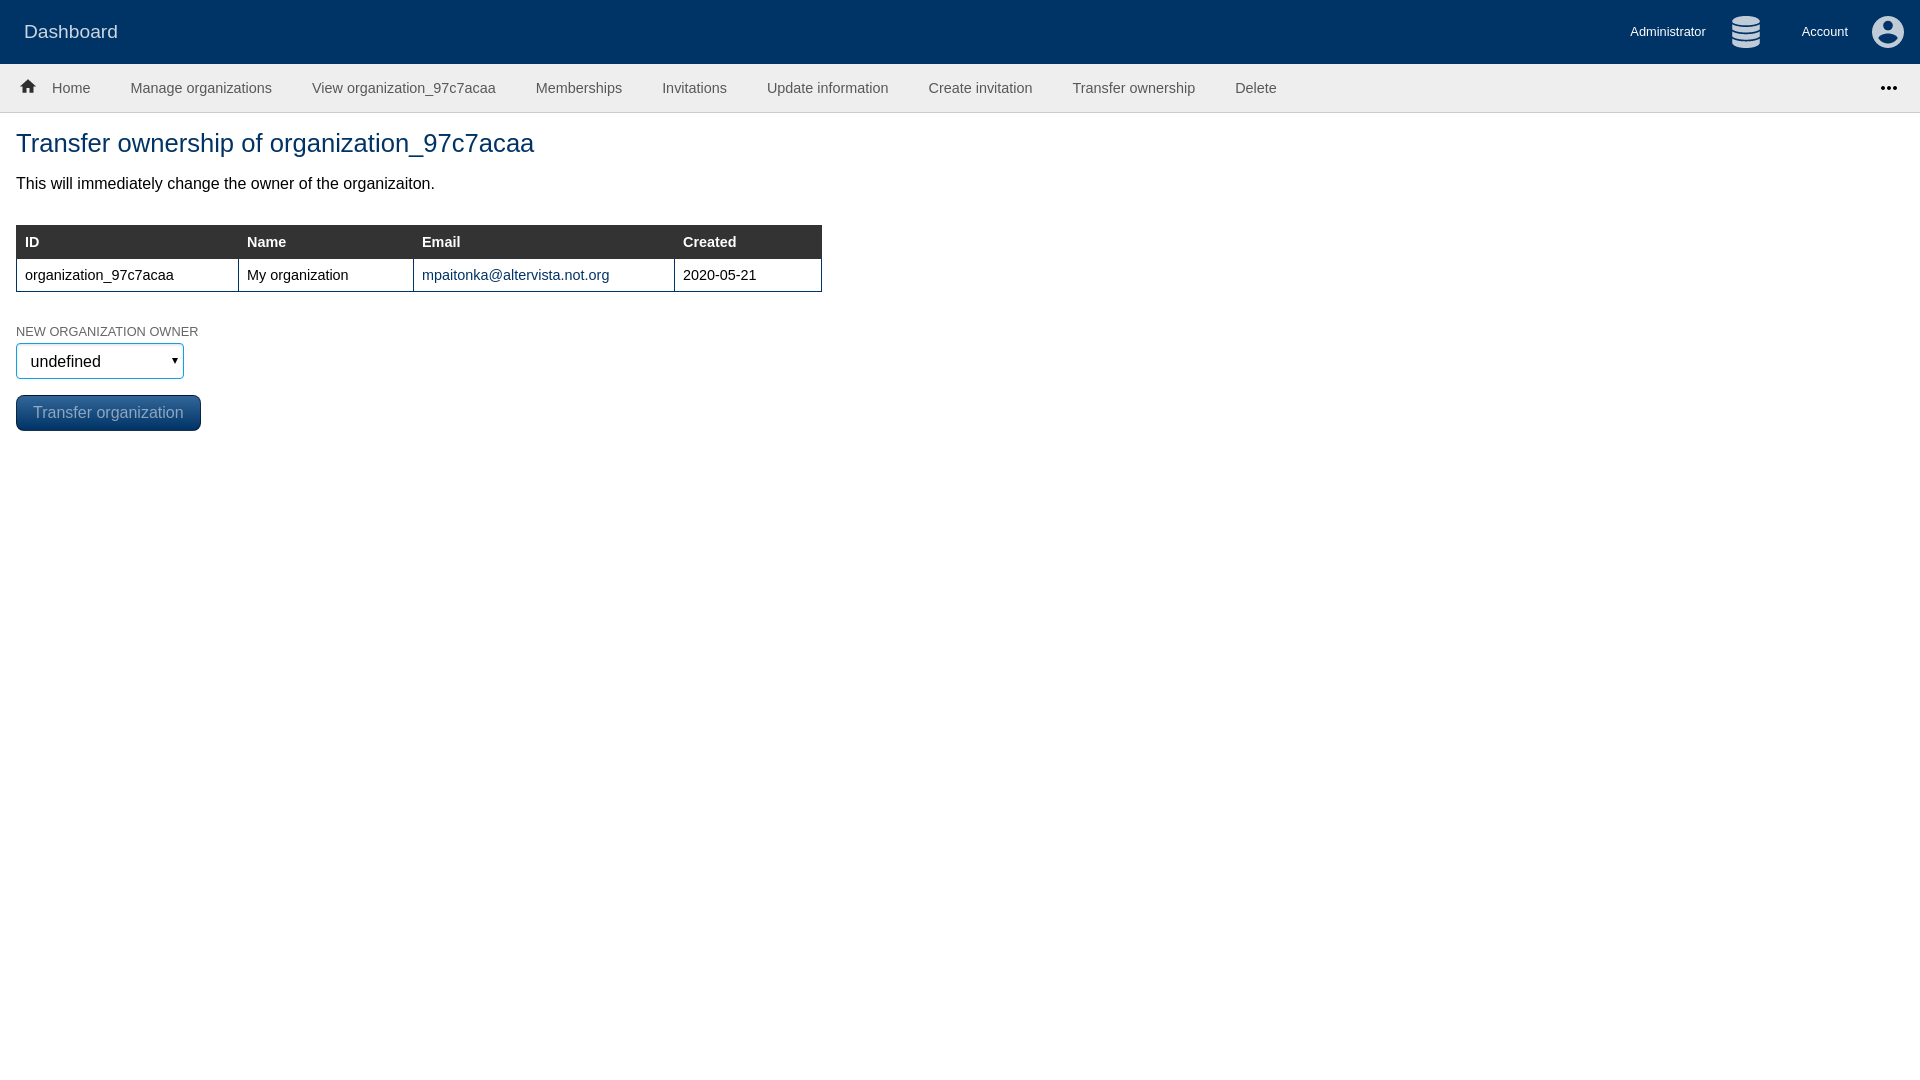 Dashboard
Administrator
Account
Home
Manage organizations
View organization_97c7acaa
Memberships
Invitations
Update information
Create invitation
Transfer ownership
Delete
Transfer ownership of organization_97c7acaa
This will immediately change the owner of the organizaiton.
ID Name Email Created
organization_97c7acaa My organization mpaitonka@altervista.not.org 2020-05-21
NEW ORGANIZATION OWNER
undefined
Transfer organization